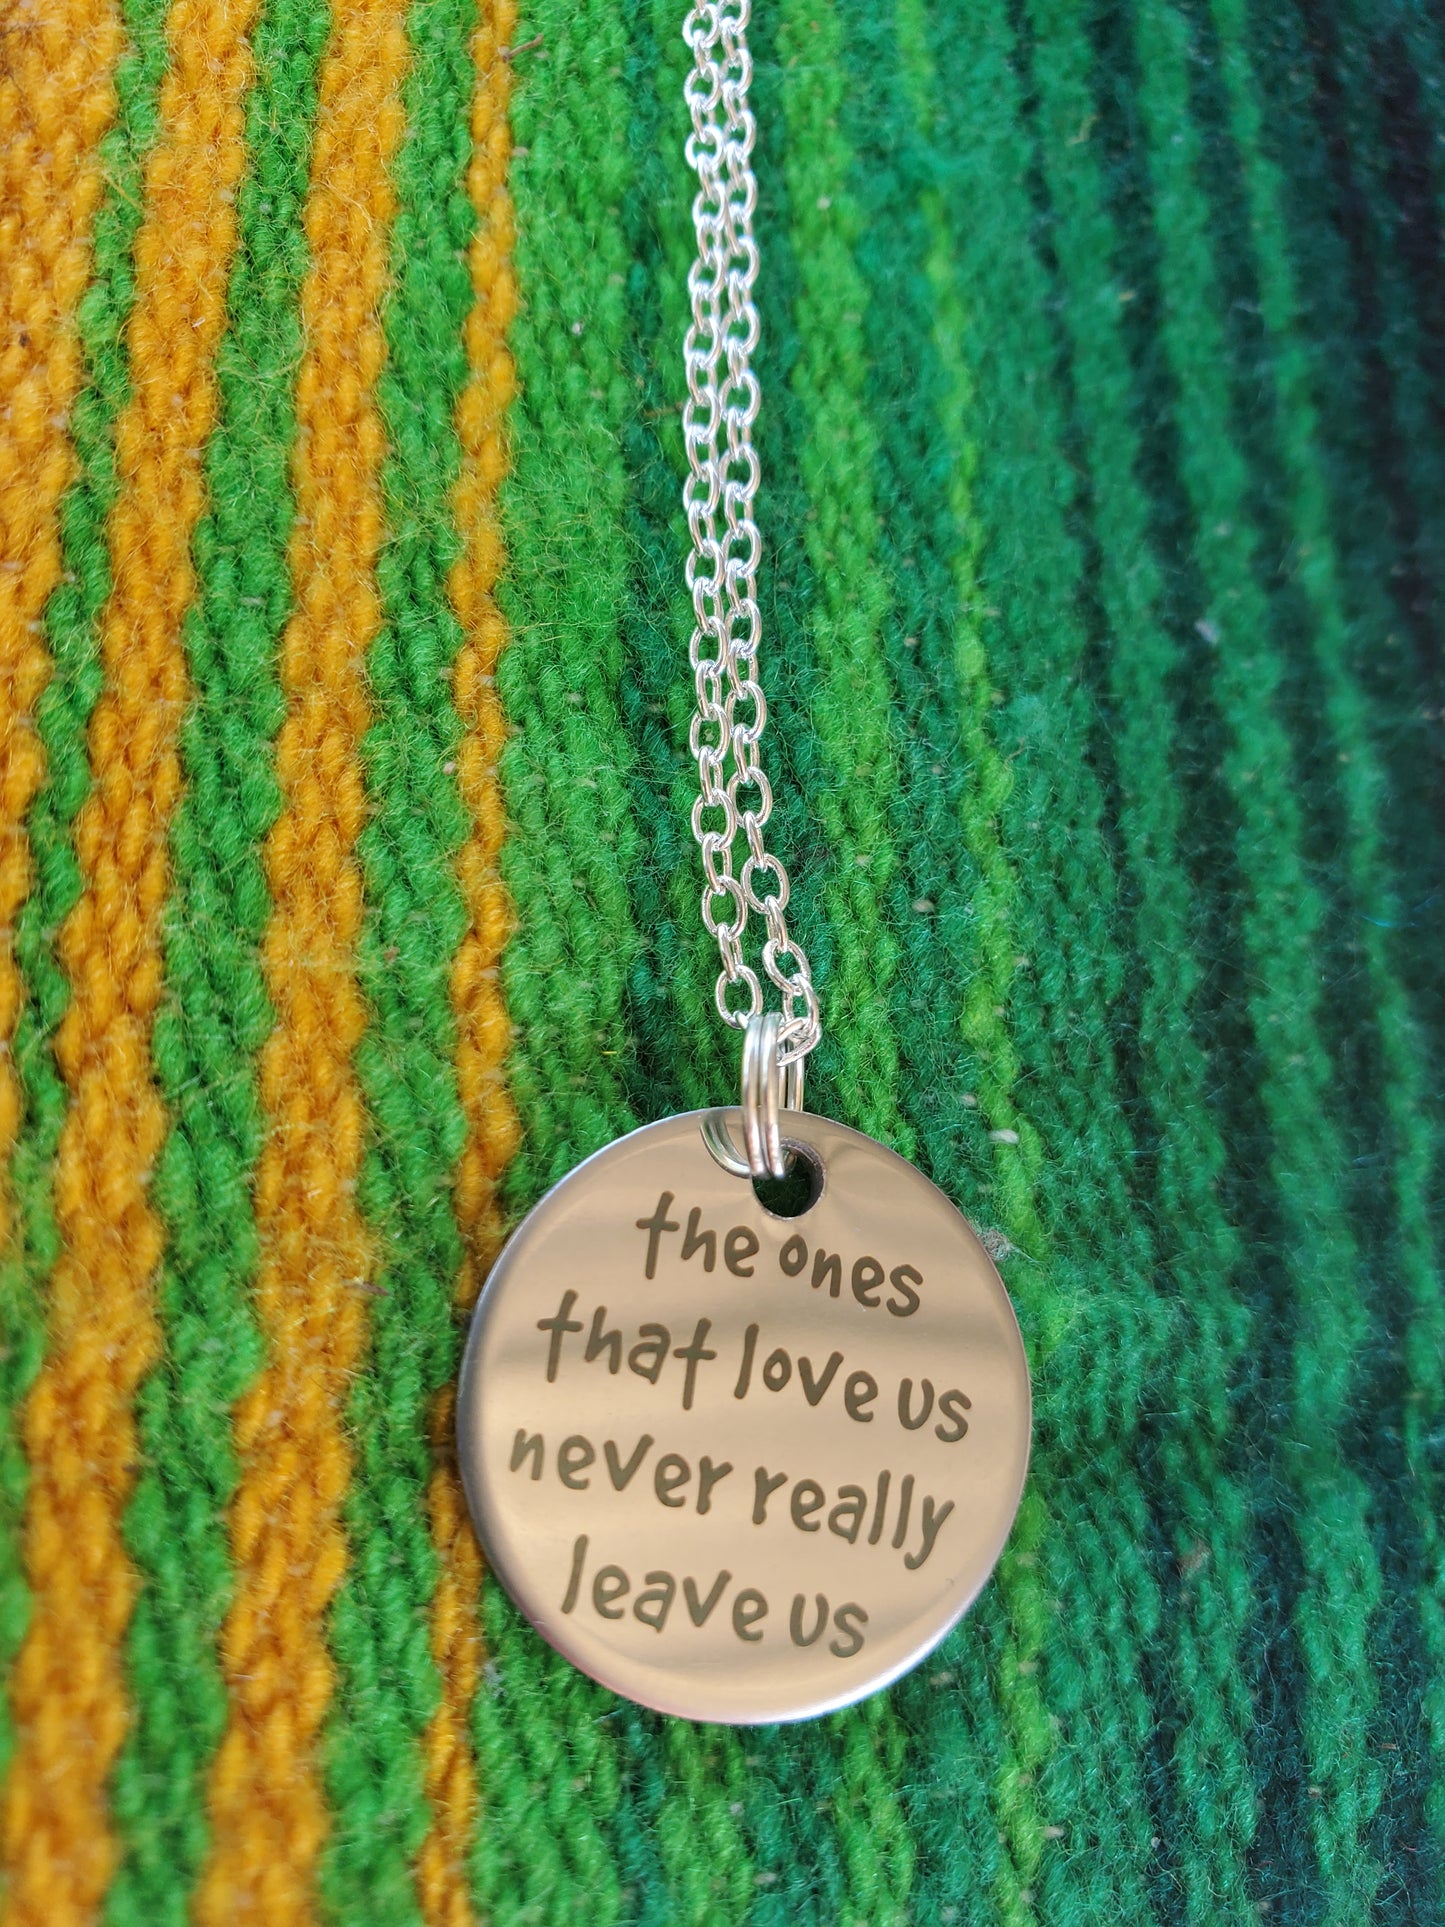 the ones
that love us
never really
leave us